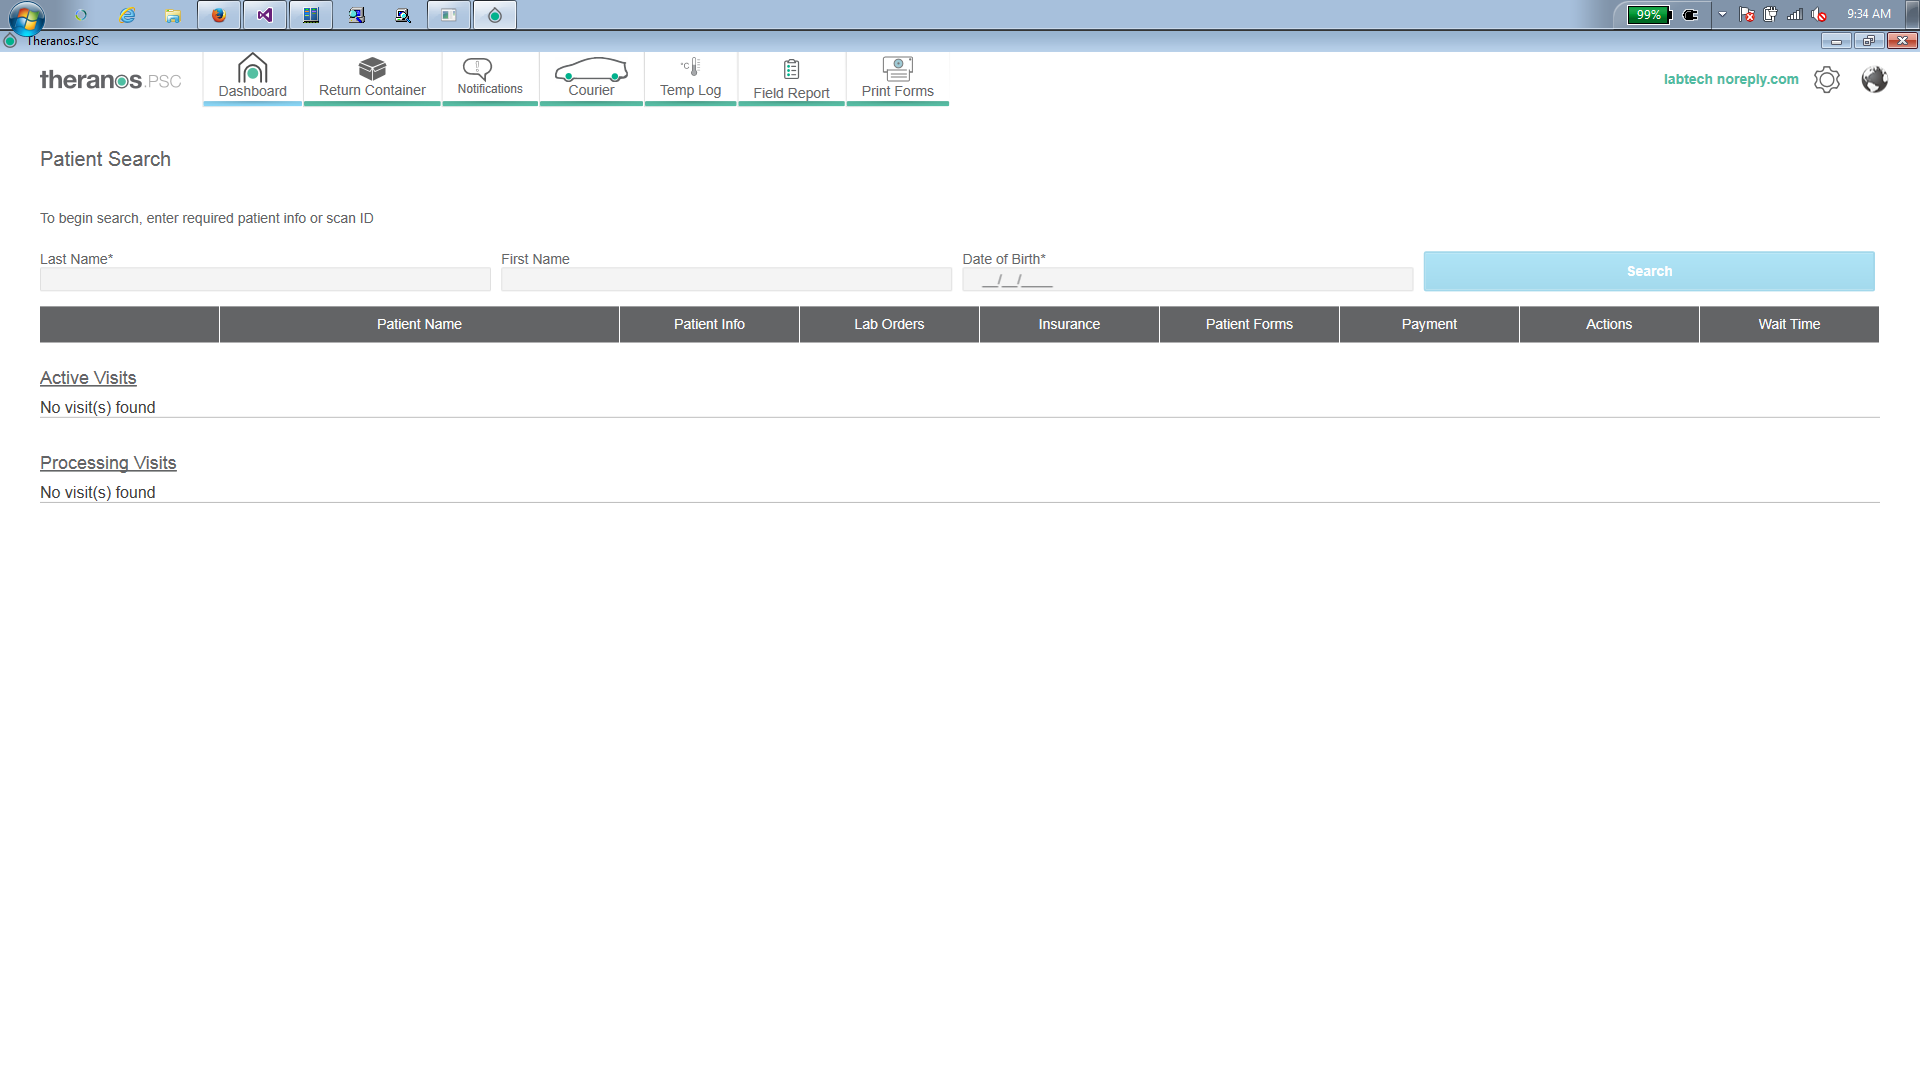 99%
9:34 AM
Theranos.PSC
theranos.PSC
Dashboard
Return Container
Notifications
Courier
°C
Temp Log
Field Report
Print Forms
labtech noreply.com
Patient Search
To begin search, enter required patient info or scan ID
Last Name*
First Name
Date of Birth*
__/__/____
Search
Patient Name
Patient Info
Lab Orders
Insurance
Patient Forms
Payment
Actions
Wait Time
Active Visits
No visit(s) found
Processing Visits
No visit(s) found